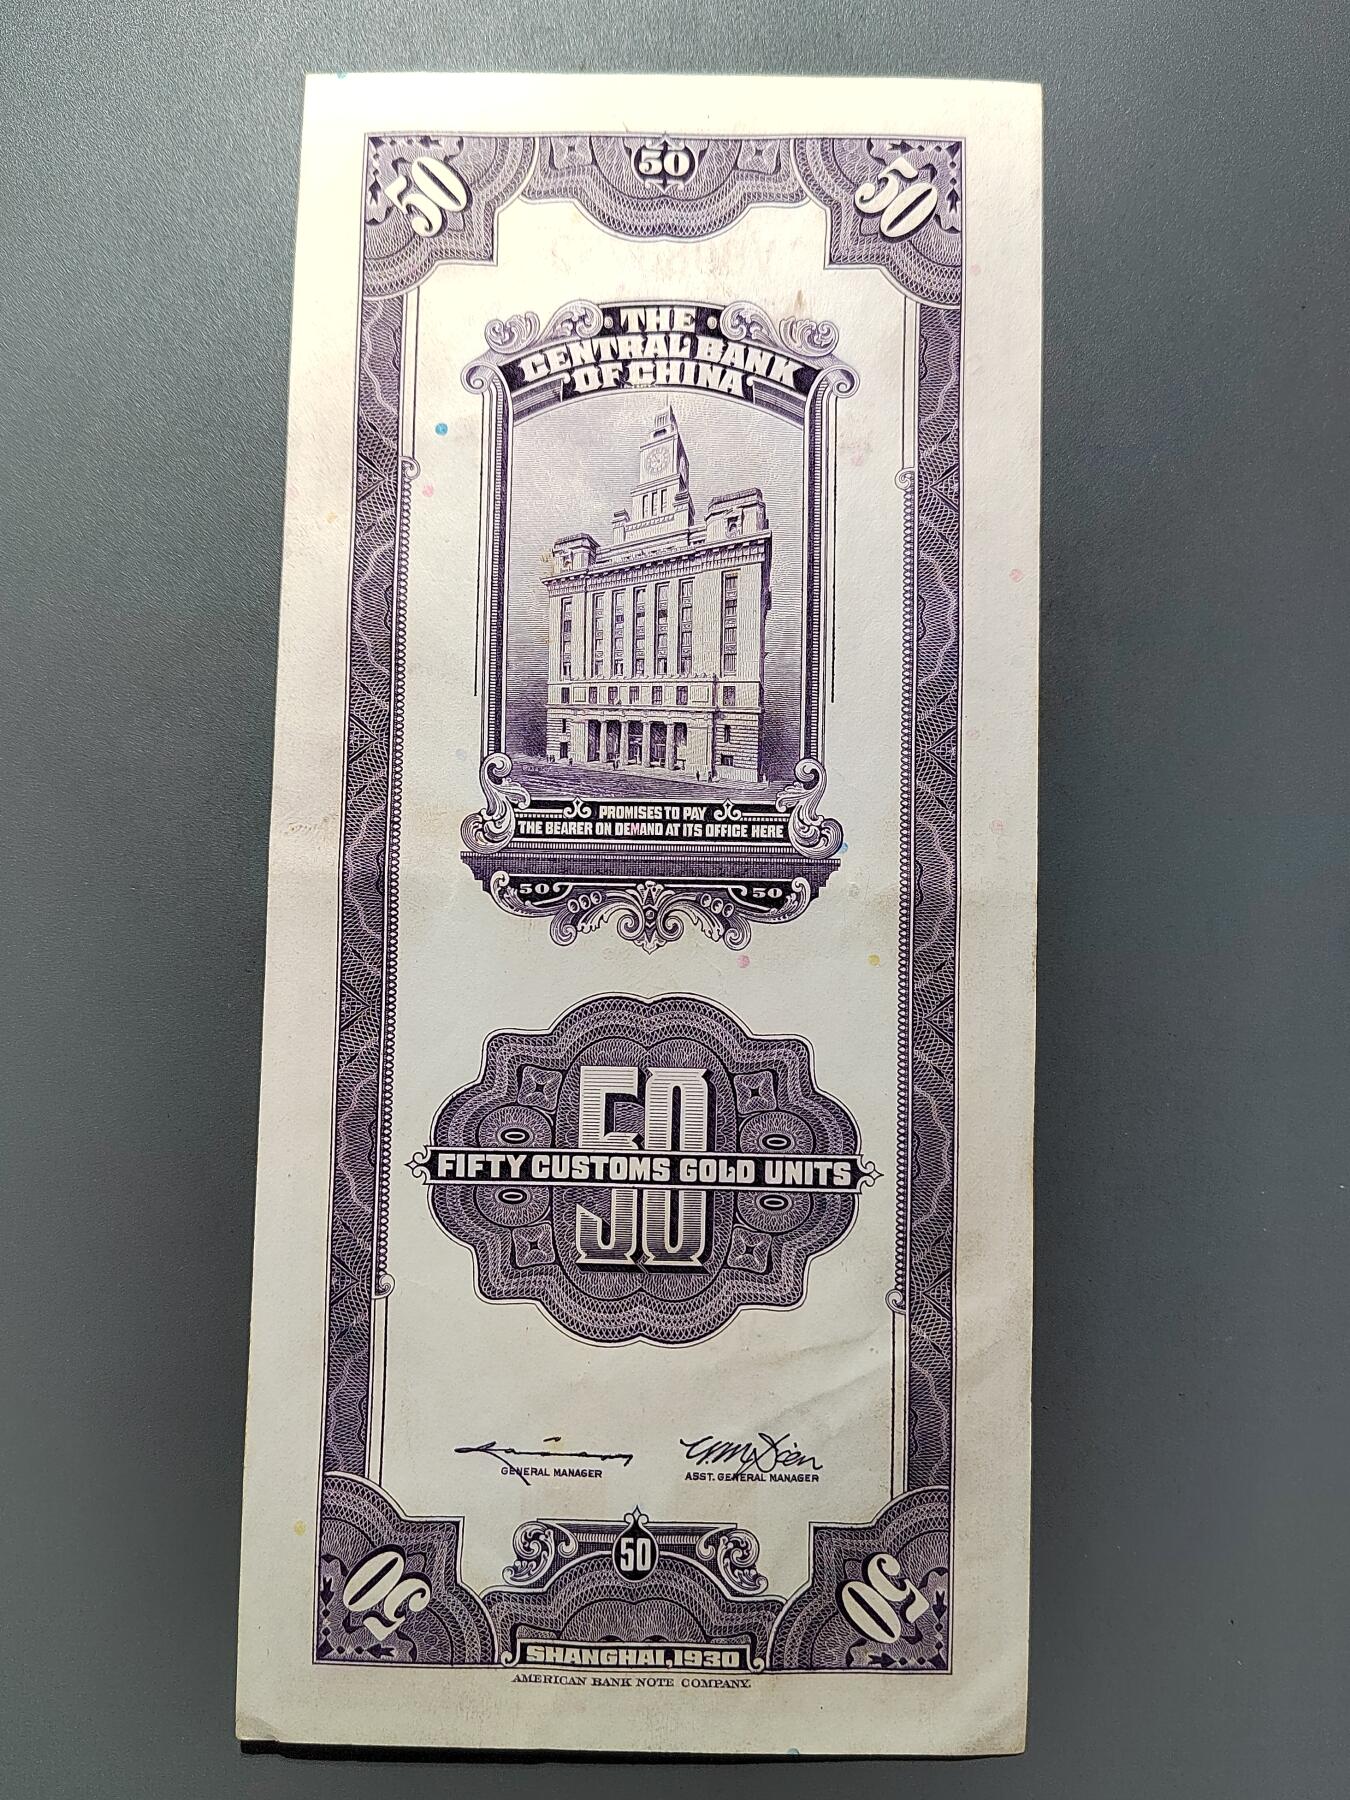 50 50 50
THE
CENTRAL BANK
OF CHINA
PROMISES TO PAY
THE BEARER ON DEMAND AT ITS OFFICE HERE
50 50
50
FIFTY CUSTOMS GOLD UNITS
GENERAL MANAGER ASST. GENERAL MANAGER
50
50 50
SHANGHAI, 1930
AMERICAN BANK NOTE COMPANY.